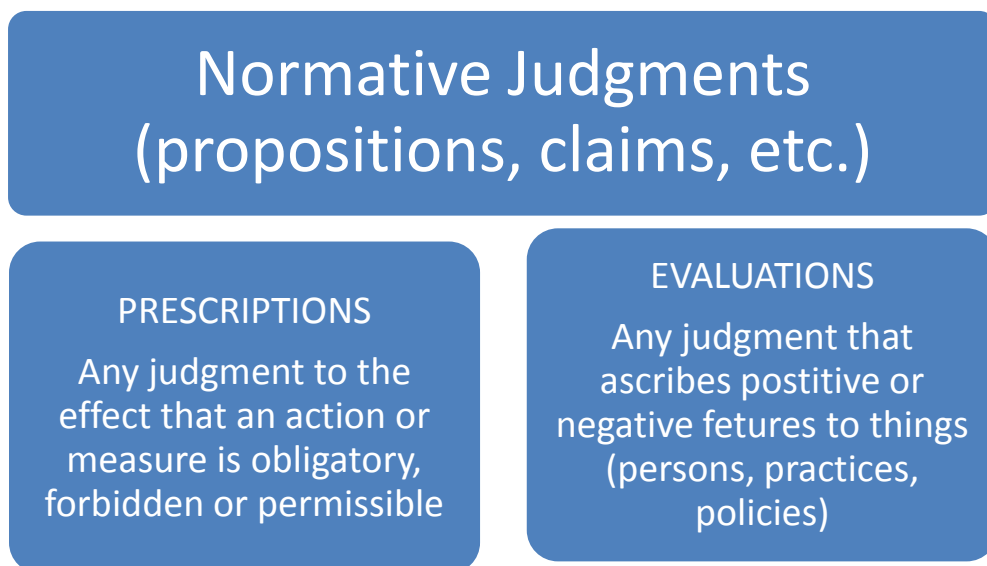 Normative Judgments
(propositions, claims, etc.)
PRESCRIPTIONS
Any judgment to the
effect that an action or
measure is obligatory,
forbidden or permissible
EVALUATIONS
Any judgment that
ascribes postitive or
negative fetures to things
(persons, practices,
policies)